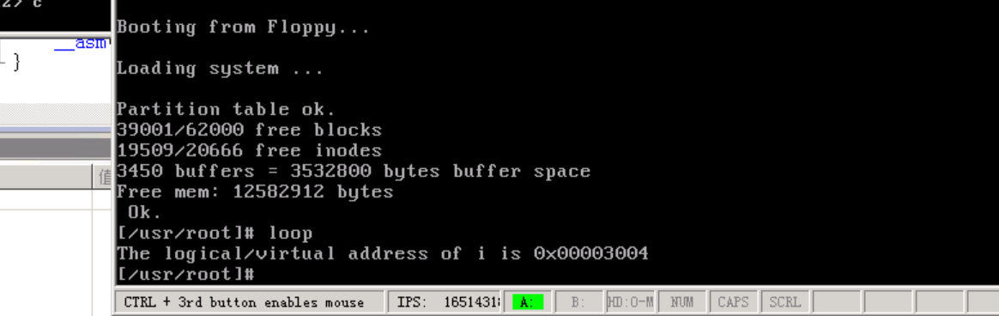 c
__asm
}
值
Booting from Floppy...
Loading system ...
Partition table ok.
39001/62000 free blocks
19509/20666 free inodes
3450 buffers = 3532800 bytes buffer space
Free mem: 12582912 bytes
Ok.
[/usr/root]# loop
The logical/virtual address of i is 0x00003004
[/usr/root]#
CTRL + 3rd button enables mouse IPS: 1651431 A: B: HD:0-M NUM CAPS SCRL